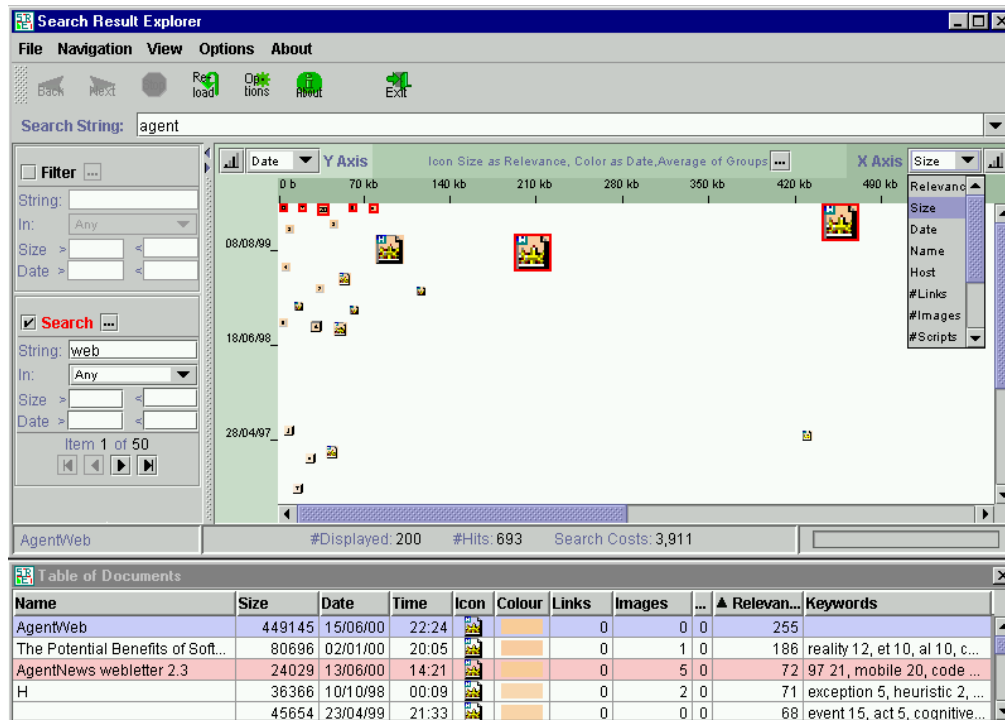 Search Result Explorer
File Navigation View Options About
Back Next Re load Op tions About Exit
Search String: agent
Filter ...
String:
In: Any
Size > <
Date > <
Search ...
String: web
In: Any
Size > <
Date > <
Item 1 of 50
Date Y Axis Icon Size as Relevance, Color as Date,Average of Groups ... X Axis Size
0 b 70 kb 140 kb 210 kb 280 kb 350 kb 420 kb 490 kb
Relevanc
Size
Date
Name
Host
#Links
#Images
#Scripts
08/08/99
18/06/98
28/04/97
AgentWeb #Displayed: 200 #Hits: 693 Search Costs: 3,911
Table of Documents
Name Size Date Time Icon Colour Links Images ... Relevan... Keywords
AgentWeb 449145 15/06/00 22:24 0 0 0 255
The Potential Benefits of Soft... 80696 02/01/00 20:05 0 1 0 186 reality 12, et 10, al 10, c...
AgentNews webletter 2.3 24029 13/06/00 14:21 0 5 0 72 97 21, mobile 20, code ...
H 36366 10/10/98 00:09 0 2 0 71 exception 5, heuristic 2, ...
45654 23/04/99 21:33 0 0 0 68 event 15, act 5, cognitive...